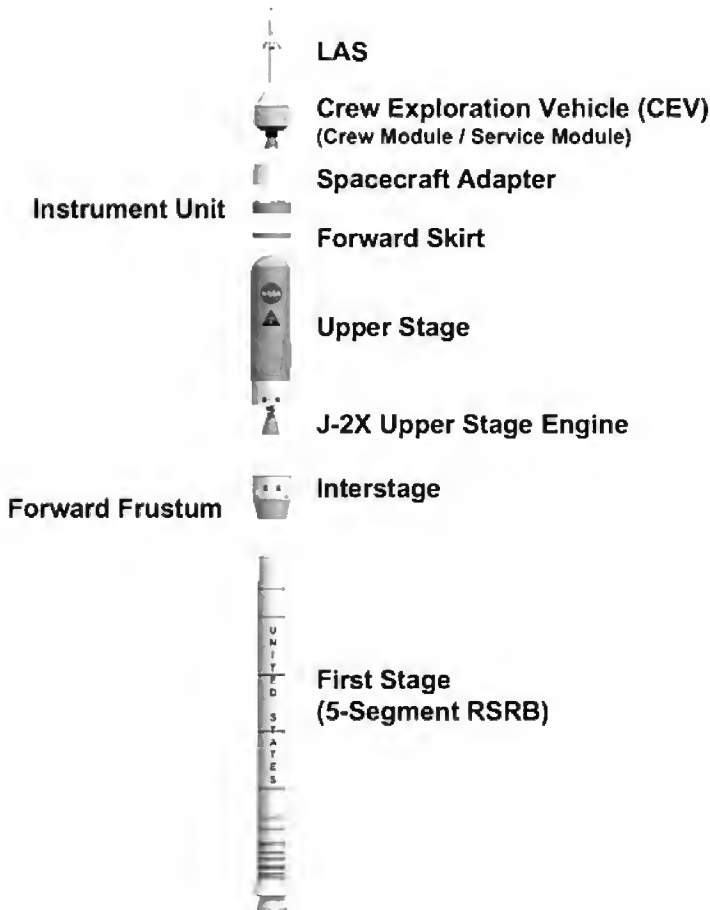 LAS
Crew Exploration Vehicle (CEV)
(Crew Module / Service Module)
Spacecraft Adapter
Instrument Unit
Forward Skirt
NASA
Upper Stage
J-2X Upper Stage Engine
Interstage
Forward Frustum
UNITED STATES
First Stage
(5-Segment RSRB)